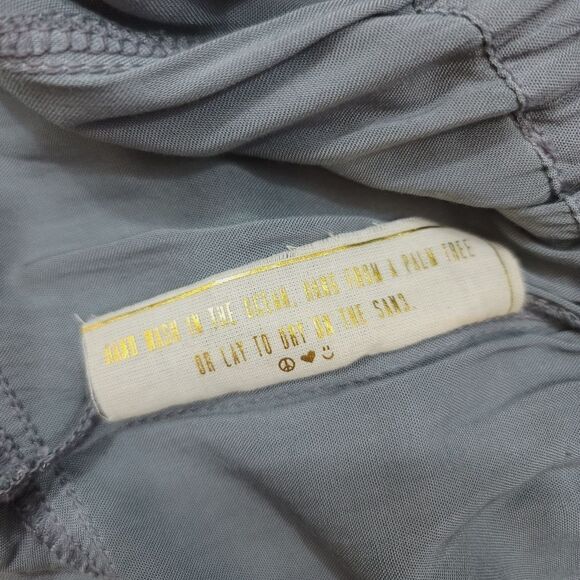 HAND WASH IN THE OCEAN. HANG FROM A PALM TREE
OR LAY TO DRY ON THE SAND.
☮♥ :)